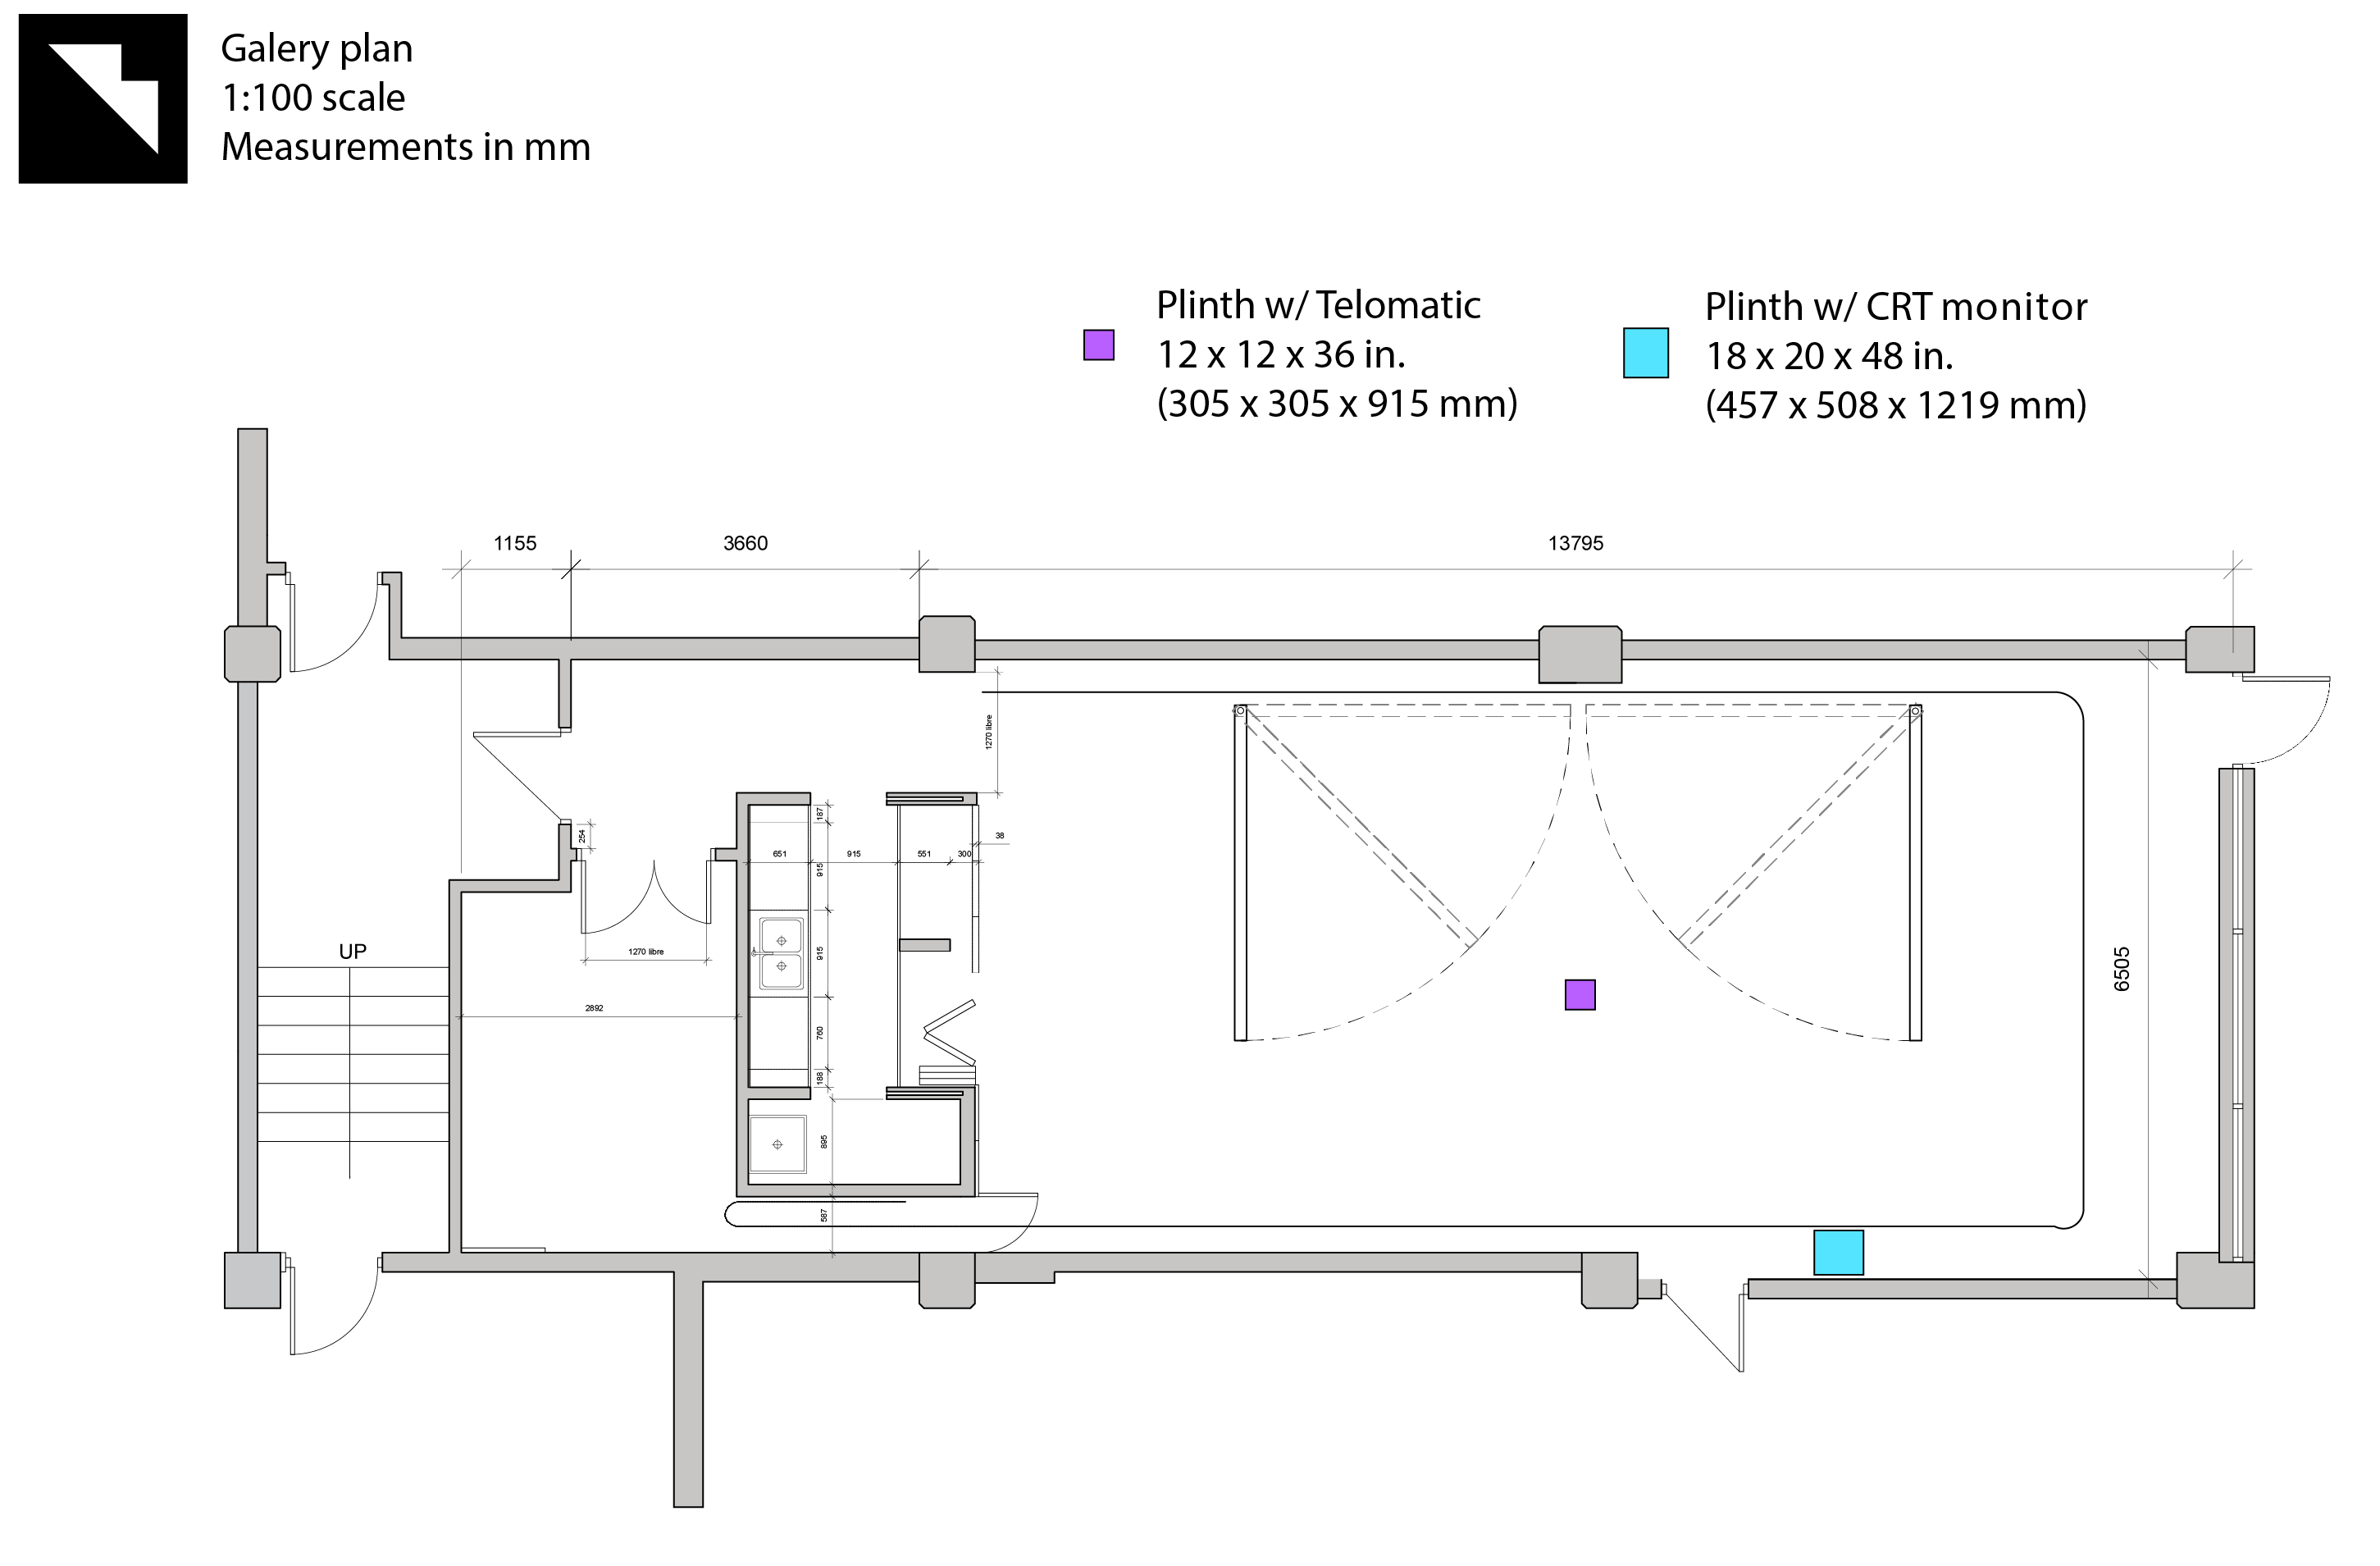 Galery plan
1:100 scale
Measurements in mm
Plinth w/ Telomatic
12 x 12 x 36 in.
(305 x 305 x 915 mm)
Plinth w/ CRT monitor
18 x 20 x 48 in.
(457 x 508 x 1219 mm)
1155
3660
13795
1270 libre
187
254
38
651
915
551
300
915
UP
915
1270 libre
6505
2892
760
188
895
587